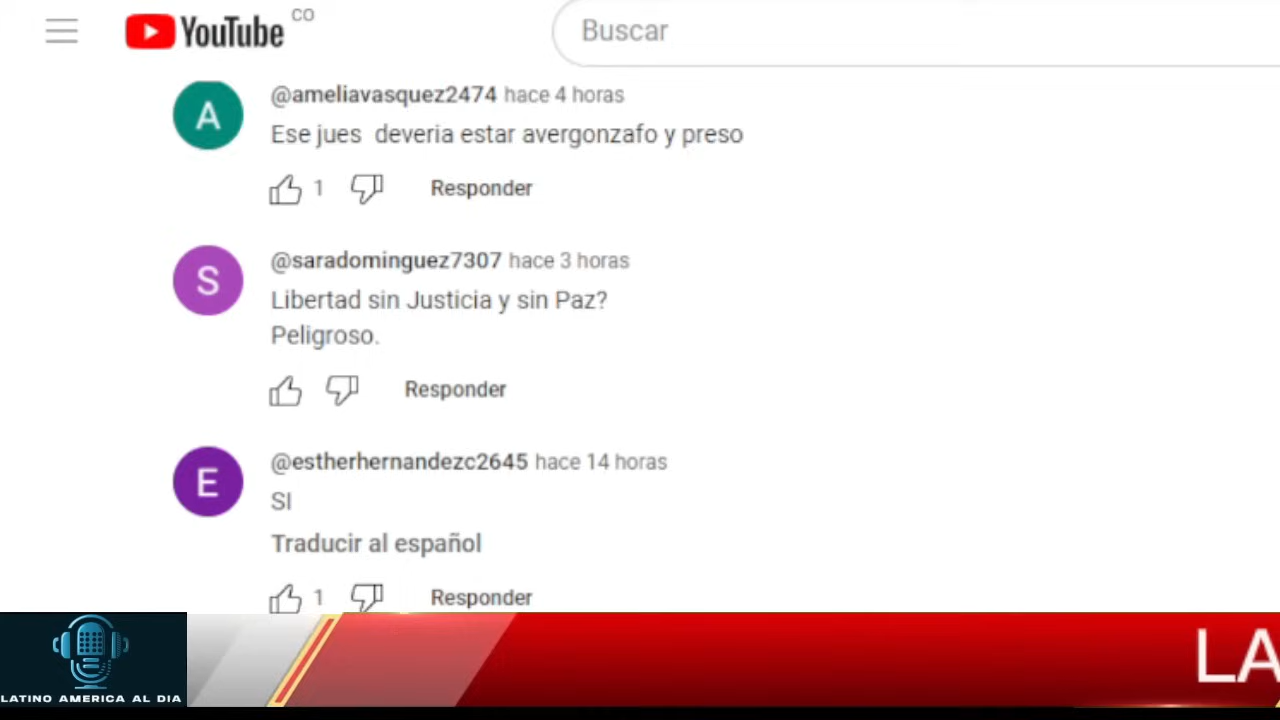 YouTube CO
Buscar
A
@ameliavasquez2474 hace 4 horas
Ese jues deveria estar avergonzafo y preso
1 Responder
S
@saradominguez7307 hace 3 horas
Libertad sin Justicia y sin Paz?
Peligroso.
Responder
E
@estherhernandezc2645 hace 14 horas
SI
Traducir al español
1 Responder
LATINO AMERICA AL DIA
LA